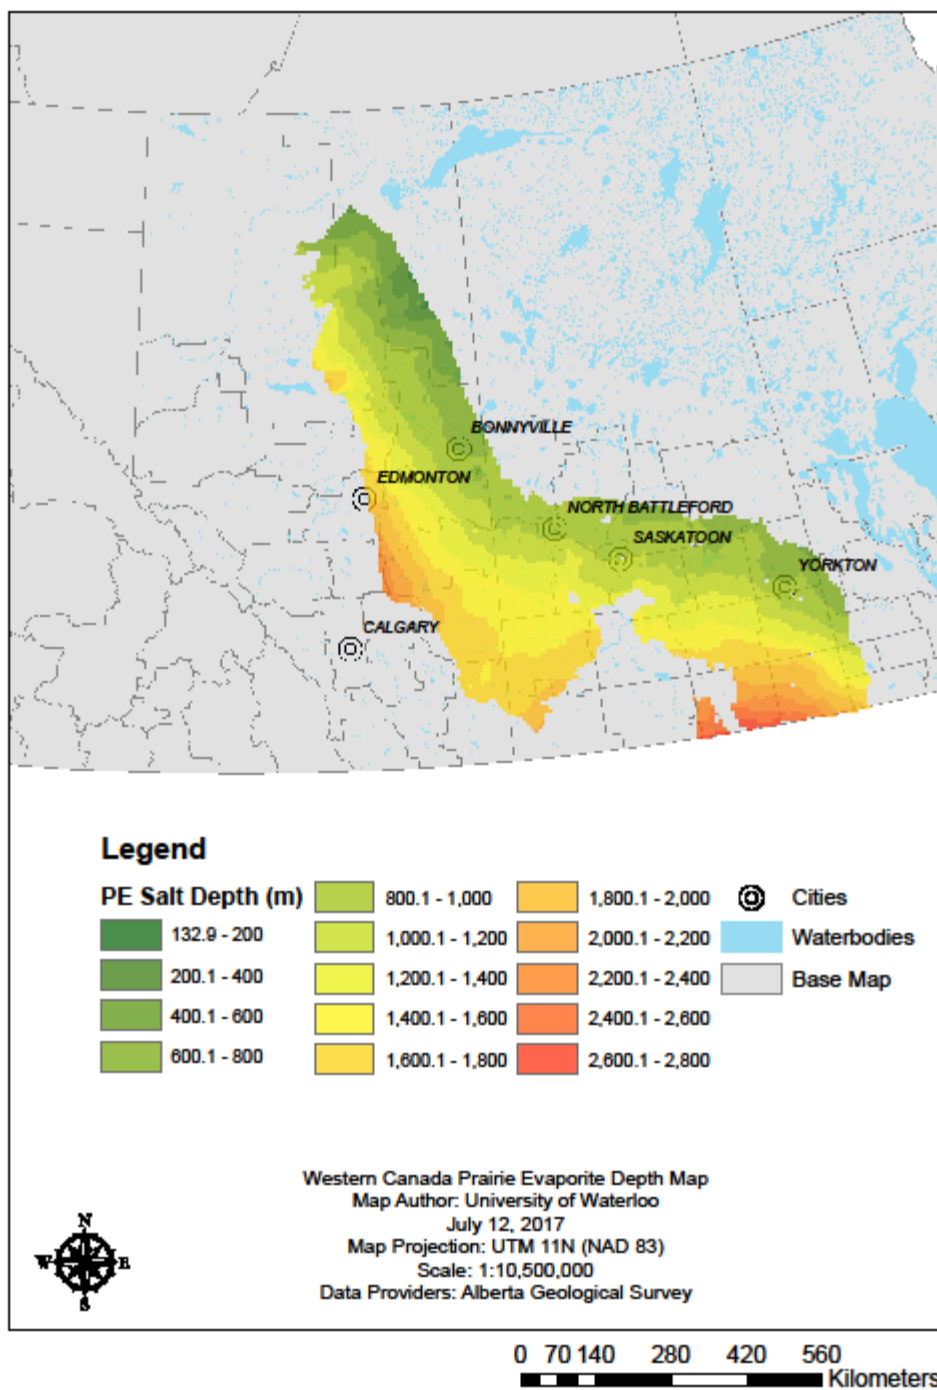 BONNYVILLE
EDMONTON
NORTH BATTLEFORD
SASKATOON
YORKTON
CALGARY
Legend
PE Salt Depth (m)
132.9 - 200
200.1 - 400
400.1 - 600
600.1 - 800
800.1 - 1,000
1,000.1 - 1,200
1,200.1 - 1,400
1,400.1 - 1,600
1,600.1 - 1,800
1,800.1 - 2,000
2,000.1 - 2,200
2,200.1 - 2,400
2,400.1 - 2,600
2,600.1 - 2,800
Cities
Waterbodies
Base Map
Western Canada Prairie Evaporite Depth Map
Map Author: University of Waterloo
July 12, 2017
Map Projection: UTM 11N (NAD 83)
Scale: 1:10,500,000
Data Providers: Alberta Geological Survey
N
W E
S
0 70 140 280 420 560
Kilometers